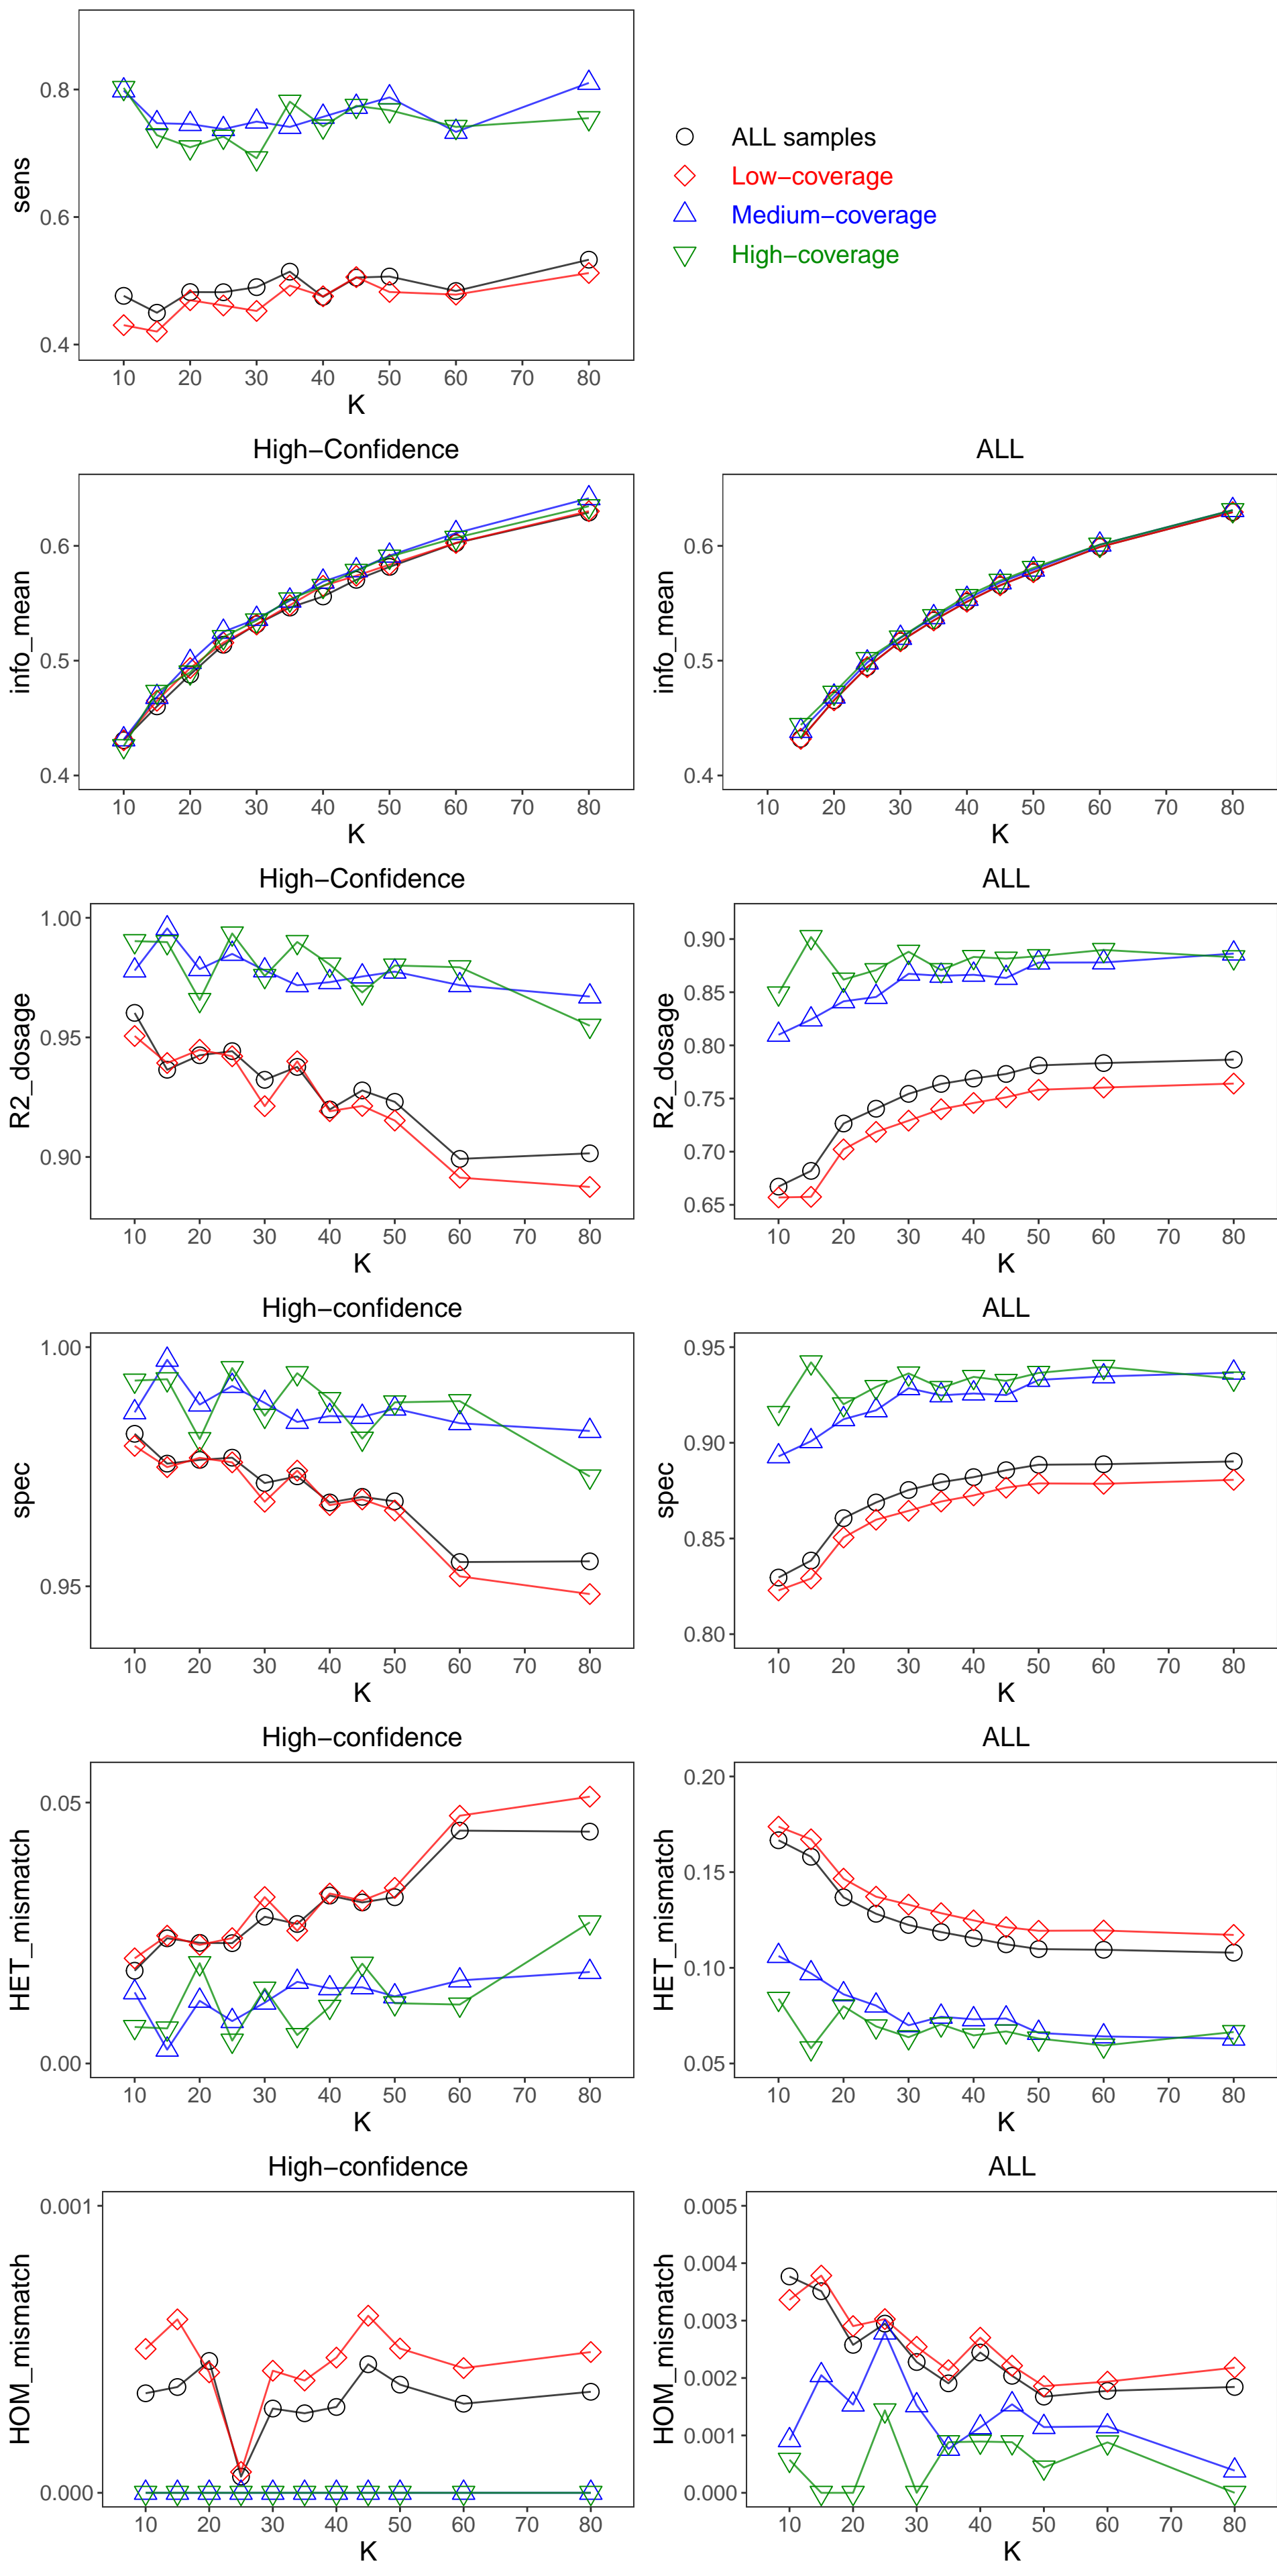 0.8
0.6
0.4
sens
10 20 30 40 50 60 70 80
K
ALL samples
Low−coverage
Medium−coverage
High−coverage
High−Confidence
0.6
0.5
0.4
info_mean
10 20 30 40 50 60 70 80
K
ALL
0.6
0.5
0.4
info_mean
10 20 30 40 50 60 70 80
K
High−Confidence
1.00
0.95
0.90
R2_dosage
10 20 30 40 50 60 70 80
K
ALL
0.90
0.85
0.80
0.75
0.70
0.65
R2_dosage
10 20 30 40 50 60 70 80
K
High−confidence
1.00
0.95
spec
10 20 30 40 50 60 70 80
K
ALL
0.95
0.90
0.85
0.80
spec
10 20 30 40 50 60 70 80
K
High−confidence
0.05
0.00
HET_mismatch
10 20 30 40 50 60 70 80
K
ALL
0.20
0.15
0.10
0.05
HET_mismatch
10 20 30 40 50 60 70 80
K
High−confidence
0.001
0.000
HOM_mismatch
10 20 30 40 50 60 70 80
K
ALL
0.005
0.004
0.003
0.002
0.001
0.000
HOM_mismatch
10 20 30 40 50 60 70 80
K